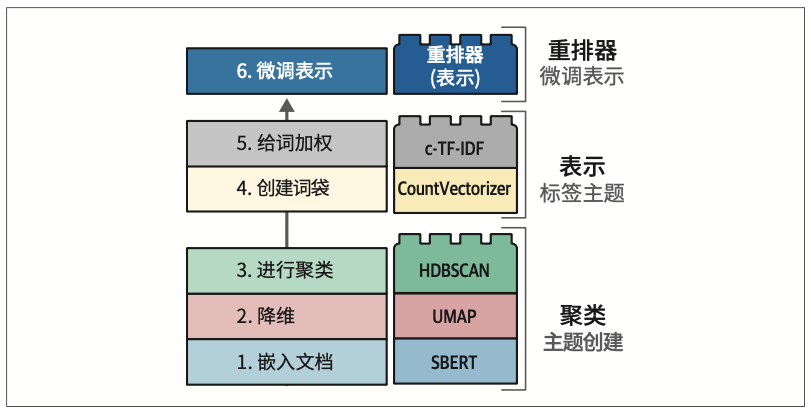 6. 微调表示
重排器
(表示)
重排器
微调表示
5. 给词加权
c-TF-IDF
4. 创建词袋
CountVectorizer
表示
标签主题
3. 进行聚类
HDBSCAN
2. 降维
UMAP
1. 嵌入文档
SBERT
聚类
主题创建